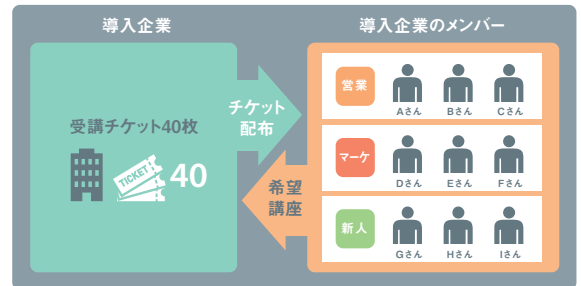 導入企業
受講チケット40枚
TICKET
40
チケット
配布
希望
講座
導入企業のメンバー
営業
Aさん Bさん Cさん
マーケ
Dさん Eさん Fさん
新人
Gさん Hさん Iさん